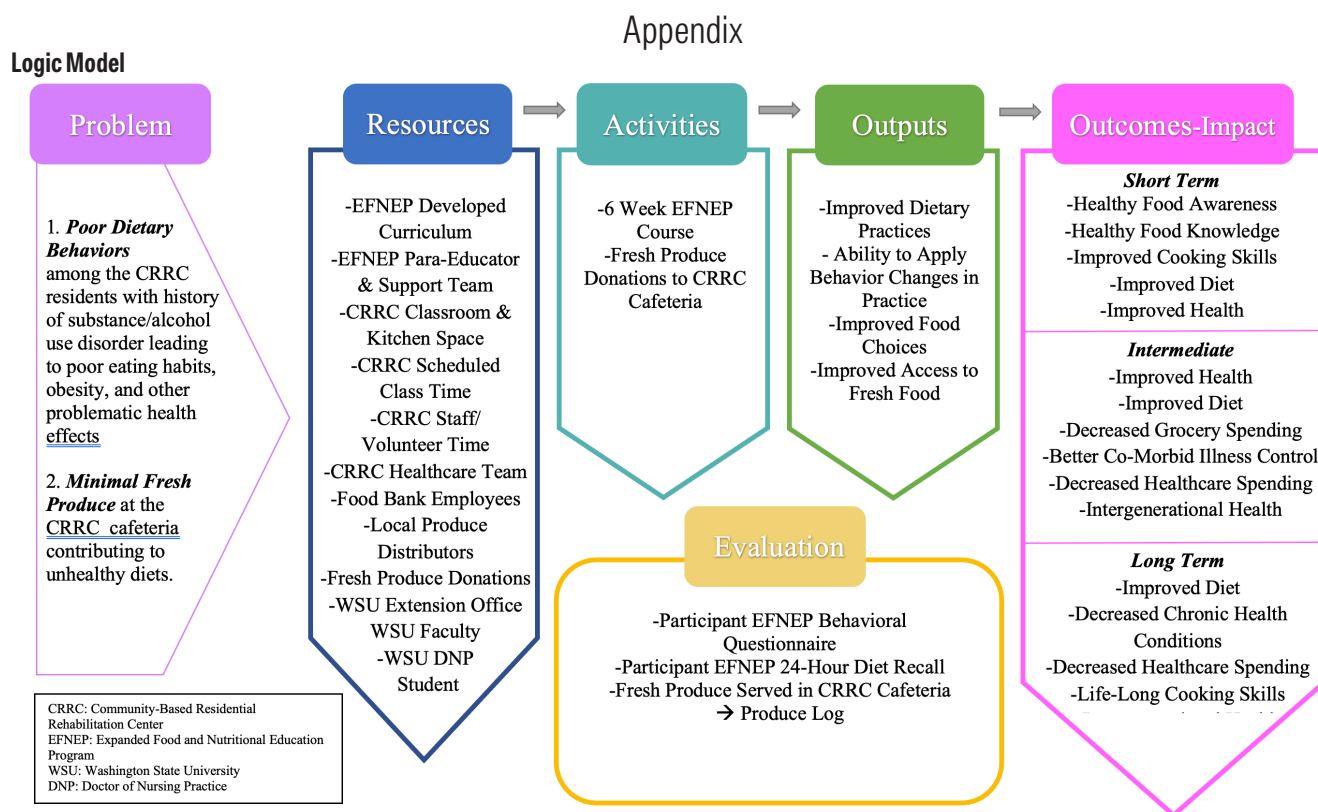 Appendix
Logic Model
Problem
1. Poor Dietary
Behaviors
among the CRRC
residents with history
of substance/alcohol
use disorder leading
to poor eating habits,
obesity, and other
problematic health
effects
2. Minimal Fresh
Produce at the
CRRC cafeteria
contributing to
unhealthy diets.
CRRC: Community-Based Residential
Rehabilitation Center
EFNEP: Expanded Food and Nutritional Education
Program
WSU: Washington State University
DNP: Doctor of Nursing Practice
Resources
-EFNEP Developed
Curriculum
-EFNEP Para-Educator
& Support Team
-CRRC Classroom &
Kitchen Space
-CRRC Scheduled
Class Time
-CRRC Staff/
Volunteer Time
-CRRC Healthcare Team
-Food Bank Employees
-Local Produce
Distributors
-Fresh Produce Donations
-WSU Extension Office
WSU Faculty
-WSU DNP
Student
Activities
-6 Week EFNEP
Course
-Fresh Produce
Donations to CRRC
Cafeteria
Outputs
-Improved Dietary
Practices
- Ability to Apply
Behavior Changes in
Practice
-Improved Food
Choices
-Improved Access to
Fresh Food
Evaluation
-Participant EFNEP Behavioral
Questionnaire
-Participant EFNEP 24-Hour Diet Recall
-Fresh Produce Served in CRRC Cafeteria
→ Produce Log
Outcomes-Impact
Short Term
-Healthy Food Awareness
-Healthy Food Knowledge
-Improved Cooking Skills
-Improved Diet
-Improved Health
Intermediate
-Improved Health
-Improved Diet
-Decreased Grocery Spending
-Better Co-Morbid Illness Control
-Decreased Healthcare Spending
-Intergenerational Health
Long Term
-Improved Diet
-Decreased Chronic Health
Conditions
-Decreased Healthcare Spending
-Life-Long Cooking Skills